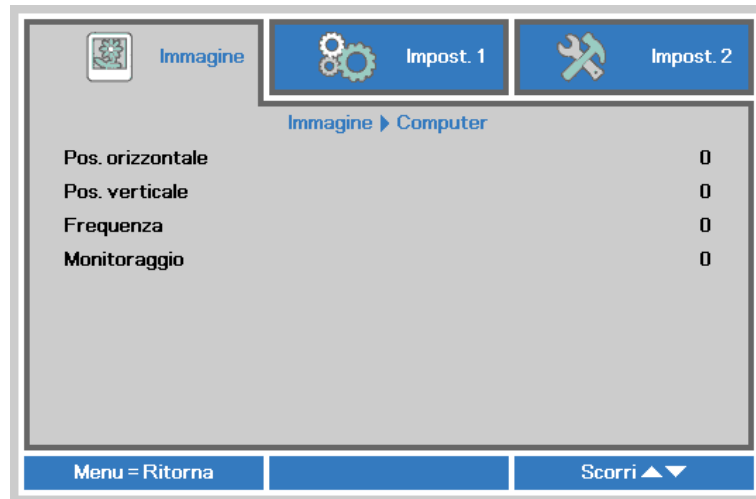 Immagine
Impost. 1
Impost. 2
Immagine Computer
Pos. orizzontale 0
Pos. verticale 0
Frequenza 0
Monitoraggio 0
Menu = Ritorna
Scorri